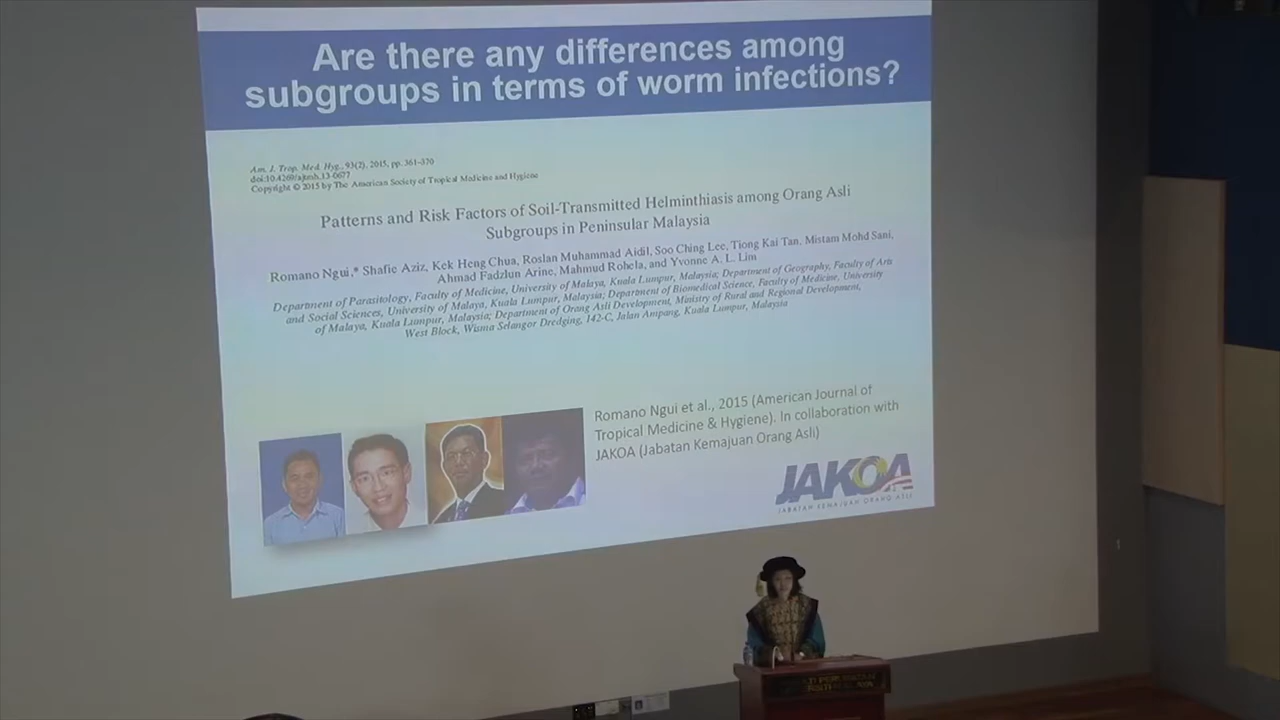 Are there any differences among
subgroups in terms of worm infections?
Am. J. Trop. Med. Hyg., 93(2), 2015, pp. 361–370
doi:10.4269/ajtmh.13-0677
Copyright © 2015 by The American Society of Tropical Medicine and Hygiene
Patterns and Risk Factors of Soil-Transmitted Helminthiasis among Orang Asli
Subgroups in Peninsular Malaysia
Romano Ngui,* Shafie Aziz, Kek Heng Chua, Roslan Muhammad Aidil, Soo Ching Lee, Tiong Kai Tan, Mistam Mohd Sani,
Ahmad Fadzlun Arine, Mahmud Rohela, and Yvonne A. L. Lim
Department of Parasitology, Faculty of Medicine, University of Malaya, Kuala Lumpur, Malaysia; Department of Geography, Faculty of Arts
and Social Sciences, University of Malaya, Kuala Lumpur, Malaysia; Department of Biomedical Science, Faculty of Medicine, University
of Malaya, Kuala Lumpur, Malaysia; Department of Orang Asli Development, Ministry of Rural and Regional Development,
West Block, Wisma Selangor Dredging, 142-C, Jalan Ampang, Kuala Lumpur, Malaysia
Romano Ngui et al., 2015 (American Journal of
Tropical Medicine & Hygiene). In collaboration with
JAKOA (Jabatan Kemajuan Orang Asli)
JAKOA
JABATAN KEMAJUAN ORANG ASLI